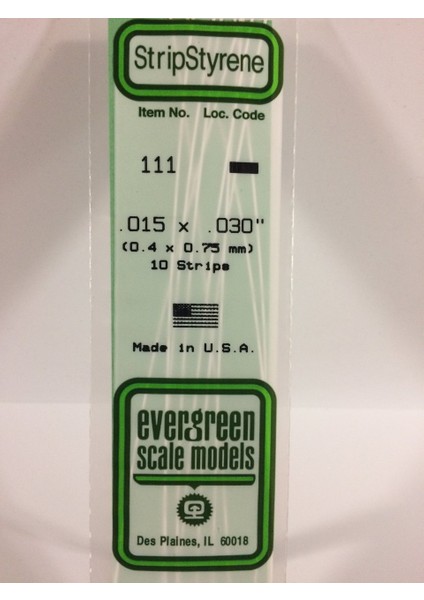 StripStyrene
Item No. Loc. Code
111
.015 x .030"
(0.4 x 0.75 mm)
10 Strips
Made in U.S.A.
evergreen
scale models
Des Plaines, IL 60018